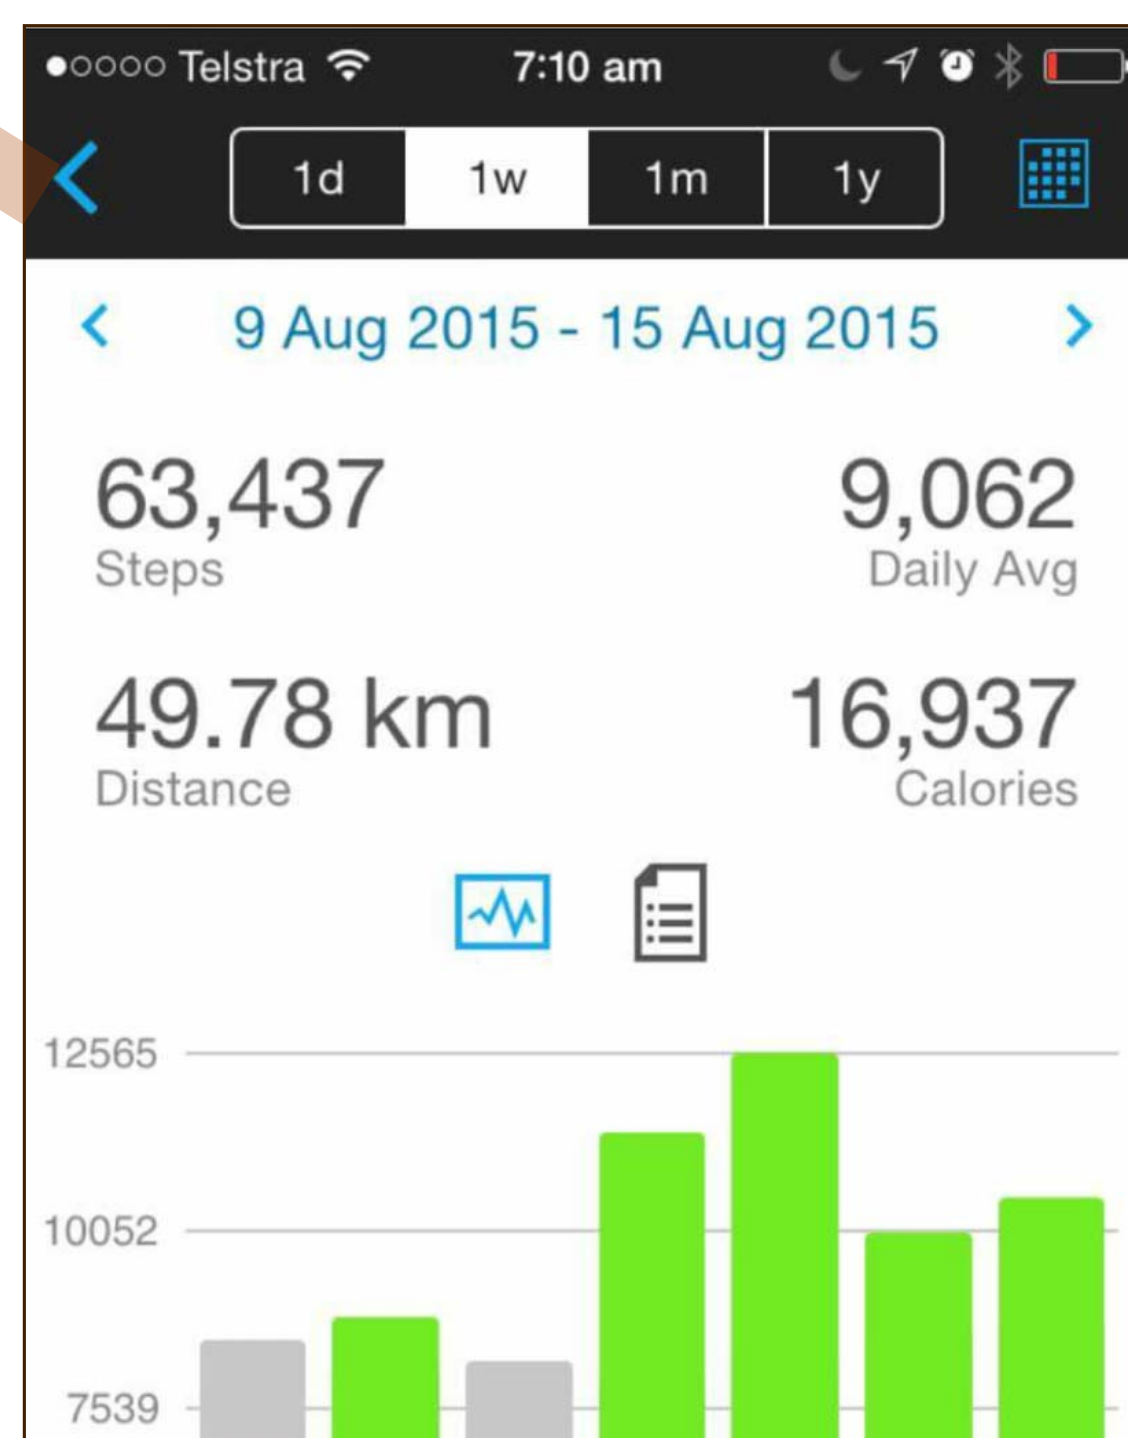 Telstra 7:10 am
1d 1w 1m 1y
9 Aug 2015 - 15 Aug 2015
63,437 9,062
Steps Daily Avg
49.78 km 16,937
Distance Calories
12565
10052
7539